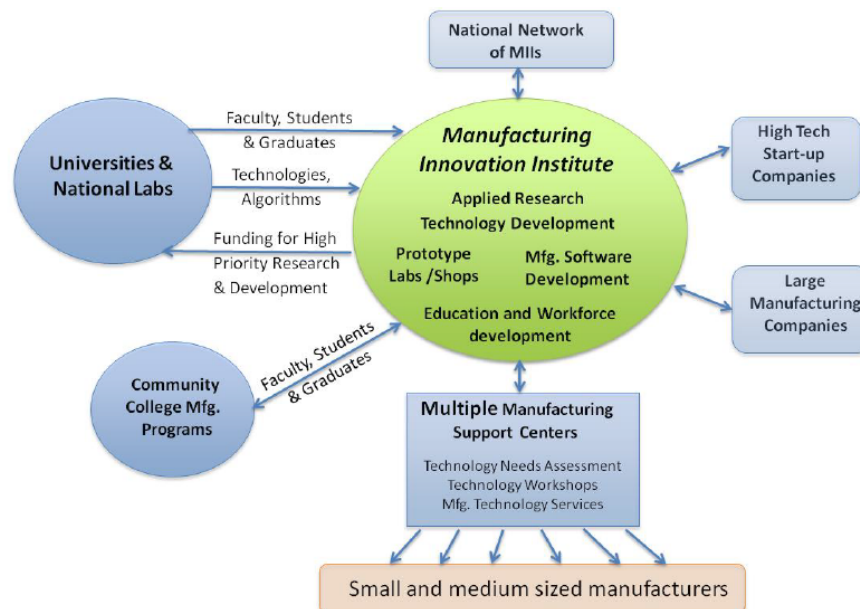 National Network
of MIIs
Faculty, Students
& Graduates
Universities &
National Labs
Technologies,
Algorithms
Funding for High
Priority Research
& Development
Manufacturing
Innovation Institute
Applied Research
Technology Development
Prototype
Labs /Shops
Mfg. Software
Development
Education and Workforce
development
High Tech
Start-up
Companies
Large
Manufacturing
Companies
Faculty, Students
& Graduates
Community
College Mfg.
Programs
Multiple Manufacturing
Support Centers
Technology Needs Assessment
Technology Workshops
Mfg. Technology Services
Small and medium sized manufacturers